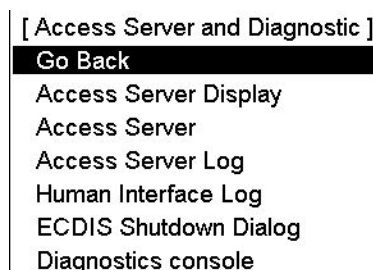 [ Access Server and Diagnostic ]
Go Back
Access Server Display
Access Server
Access Server Log
Human Interface Log
ECDIS Shutdown Dialog
Diagnostics console